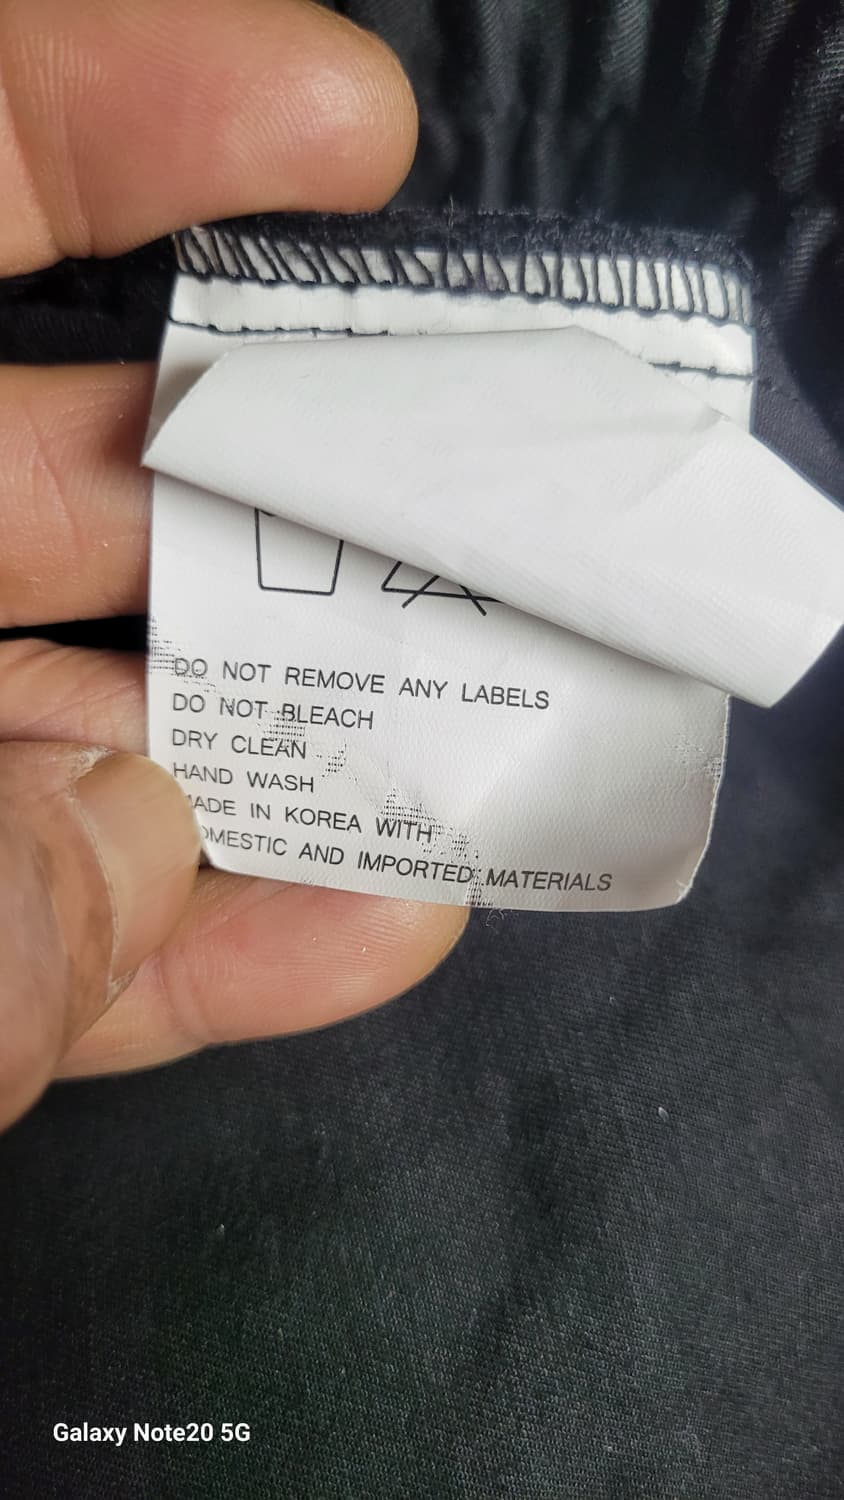 DO NOT REMOVE ANY LABELS
DO NOT BLEACH
DRY CLEAN
HAND WASH
MADE IN KOREA WITH
DOMESTIC AND IMPORTED MATERIALS
Galaxy Note20 5G